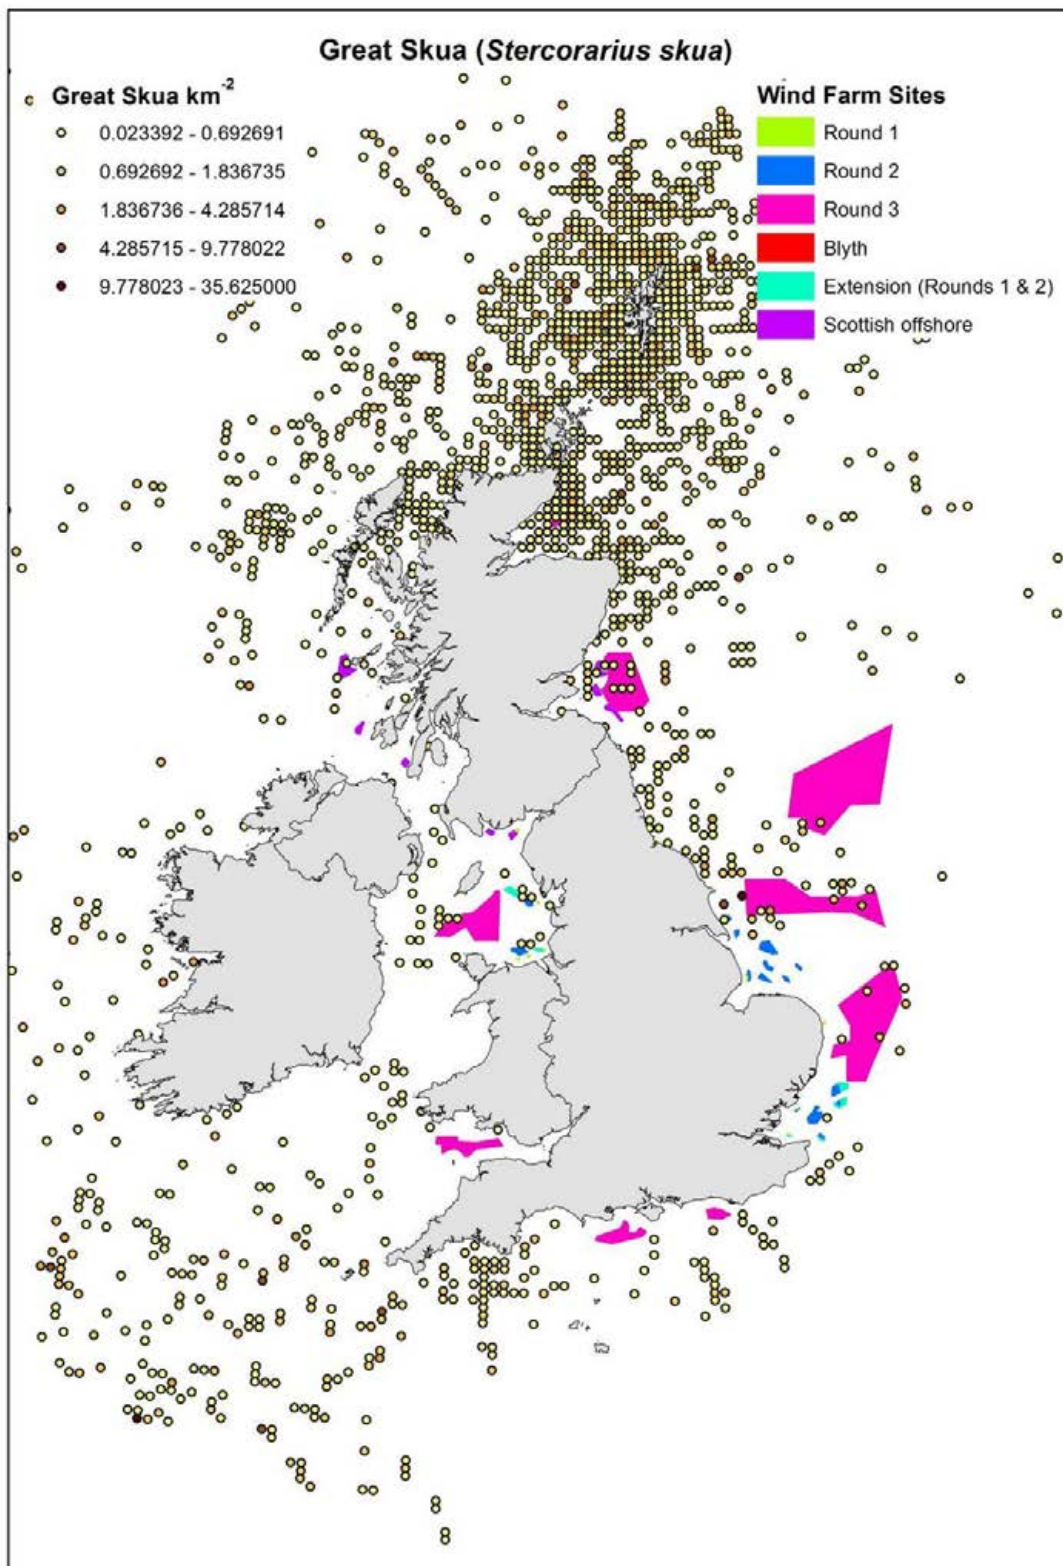 Great Skua (Stercorarius skua)
Great Skua km-2
0.023392 - 0.692691
0.692692 - 1.836735
1.836736 - 4.285714
4.285715 - 9.778022
9.778023 - 35.625000
Wind Farm Sites
Round 1
Round 2
Round 3
Blyth
Extension (Rounds 1 & 2)
Scottish offshore